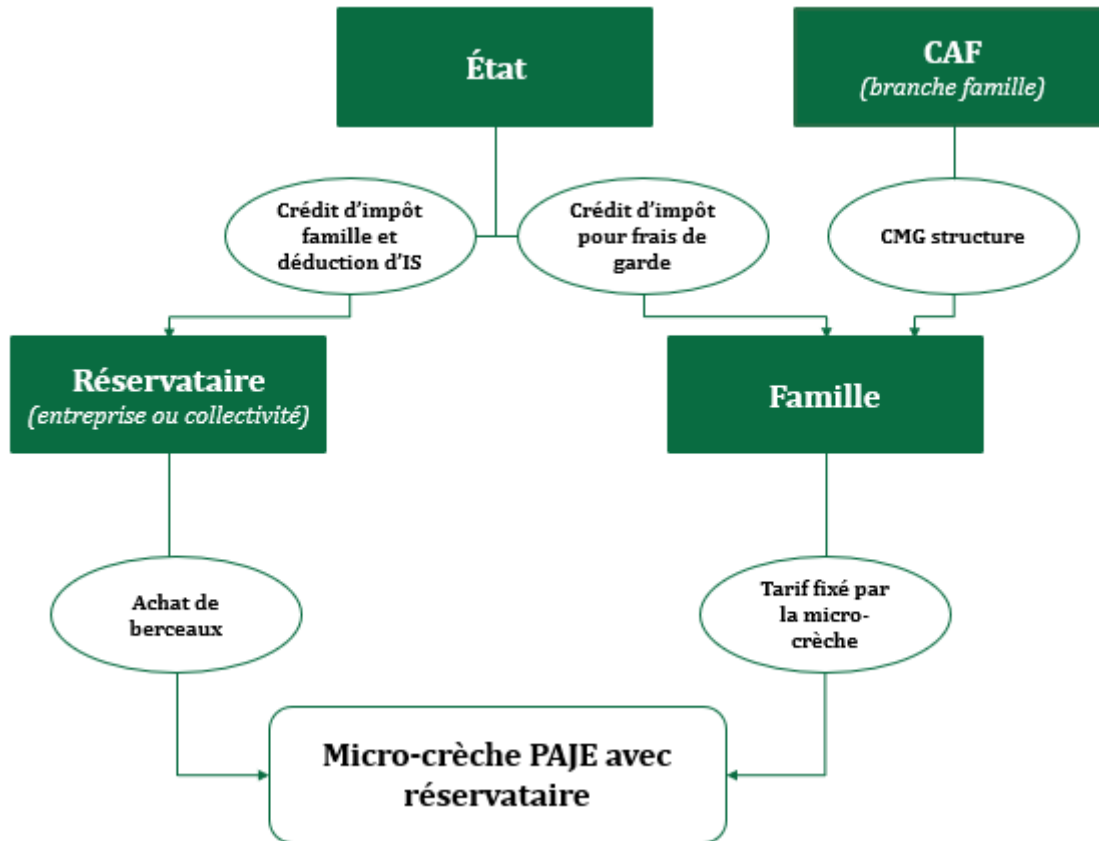 État
CAF
(branche famille)
Crédit d’impôt
famille et
déduction d’IS
Crédit d’impôt
pour frais de
garde
CMG structure
Réservataire
(entreprise ou collectivité)
Famille
Achat de
berceaux
Tarif fixé par
la micro-
crèche
Micro-crèche PAJE avec
réservataire